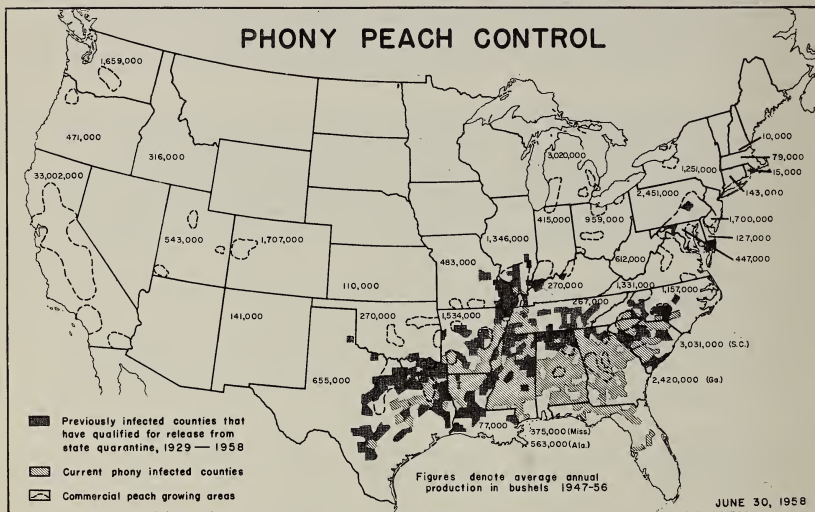 PHONY PEACH CONTROL
1,659,000
471,000
316,000
33,002,000
543,000
1,707,000
110,000
141,000
270,000
655,000
483,000
1,534,000
1,346,000
415,000
959,000
3,020,000
270,000
267,000
612,000
1,331,000
1,157,000
2,451,000
1,251,000
10,000
79,000
15,000
143,000
1,700,000
127,000
447,000
3,031,000 (S.C.)
2,420,000 (Ga.)
77,000
375,000 (Miss.)
563,000 (Ala.)
Previously infected counties that
have qualified for release from
state quarantine, 1929 — 1958
Current phony infected counties
Commercial peach growing areas
Figures denote average annual
production in bushels 1947-56
JUNE 30, 1958